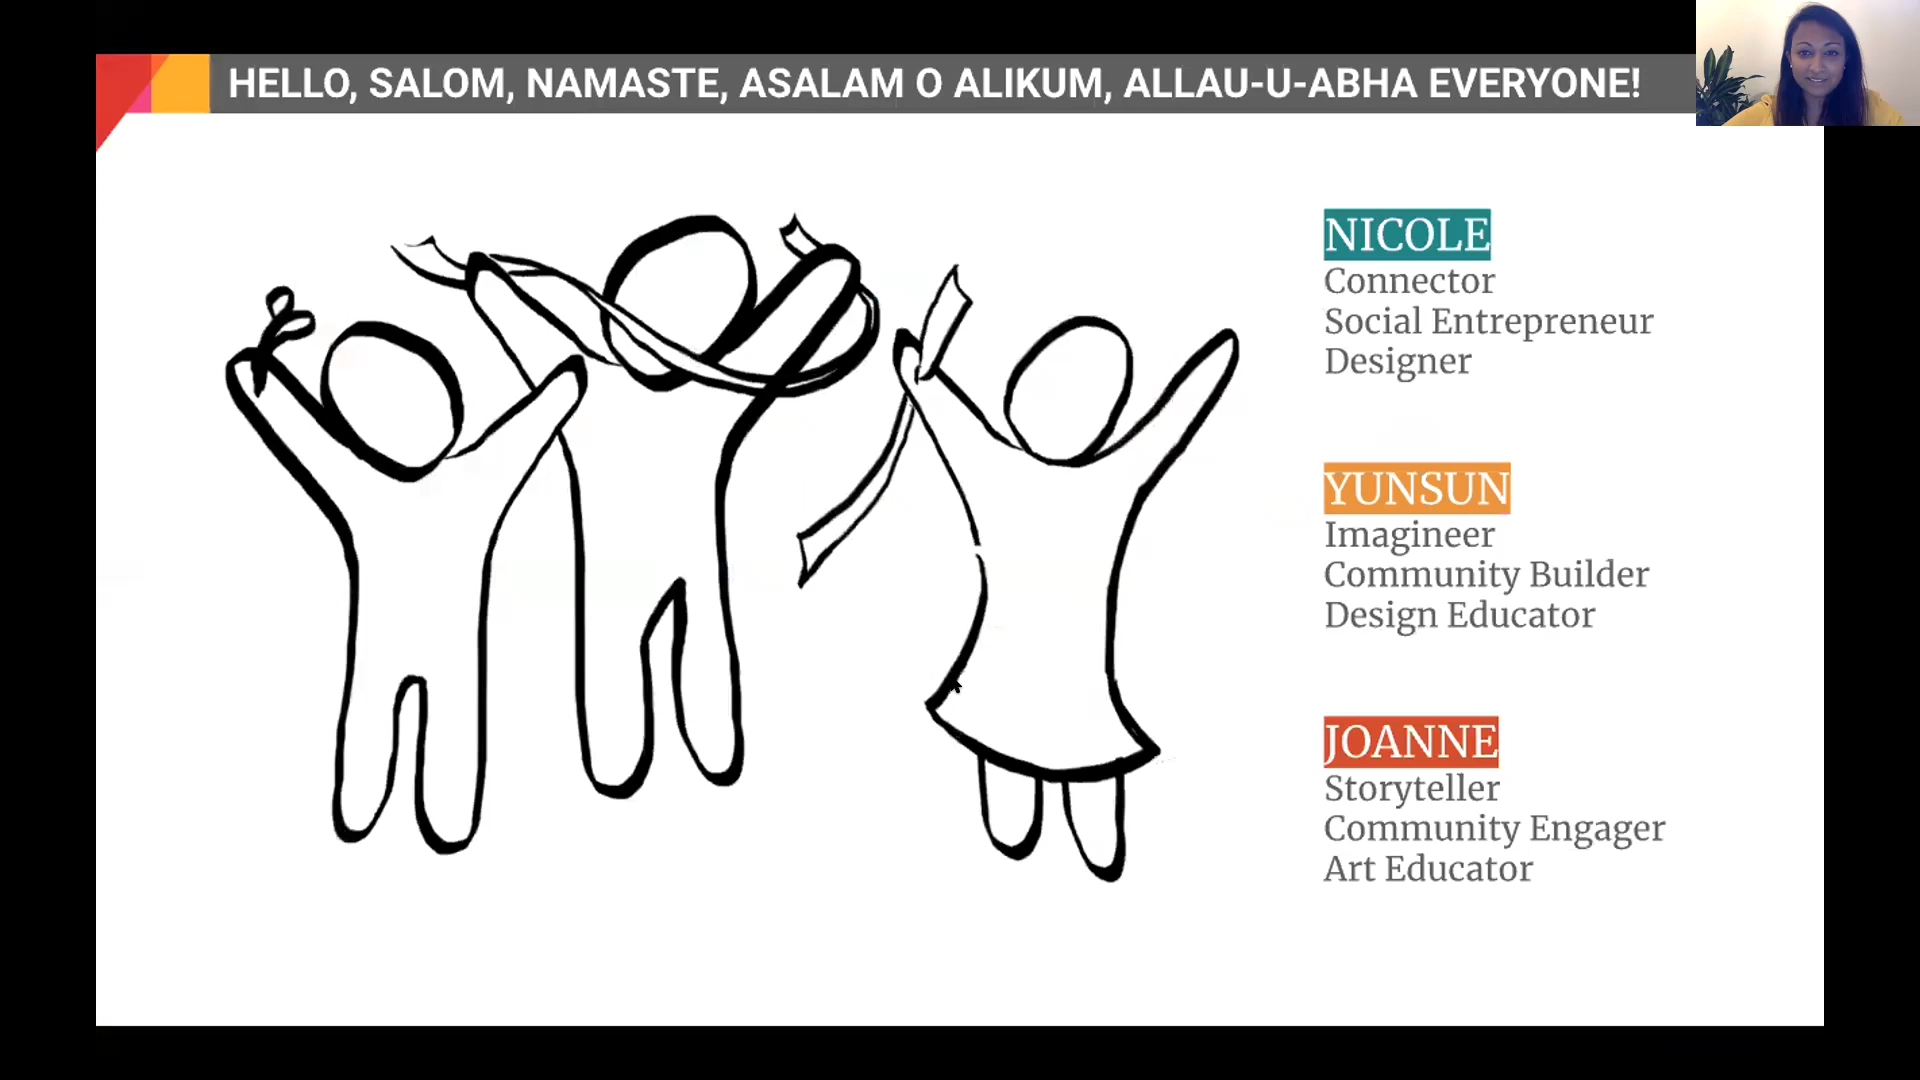 HELLO, SALOM, NAMASTE, ASALAM O ALIKUM, ALLAU-U-ABHA EVERYONE!
NICOLE
Connector
Social Entrepreneur
Designer
YUNSUN
Imagineer
Community Builder
Design Educator
JOANNE
Storyteller
Community Engager
Art Educator